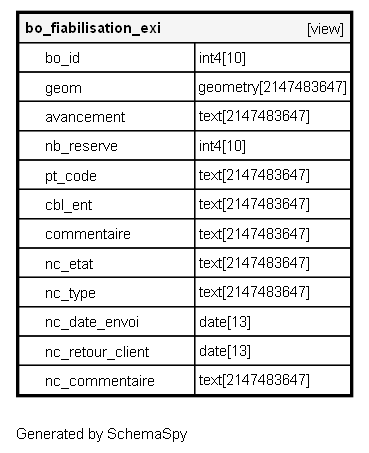 bo_fiabilisation_exi [view]
bo_id int4[10]
geom geometry[2147483647]
avancement text[2147483647]
nb_reserve int4[10]
pt_code text[2147483647]
cbl_ent text[2147483647]
commentaire text[2147483647]
nc_etat text[2147483647]
nc_type text[2147483647]
nc_date_envoi date[13]
nc_retour_client date[13]
nc_commentaire text[2147483647]
Generated by SchemaSpy